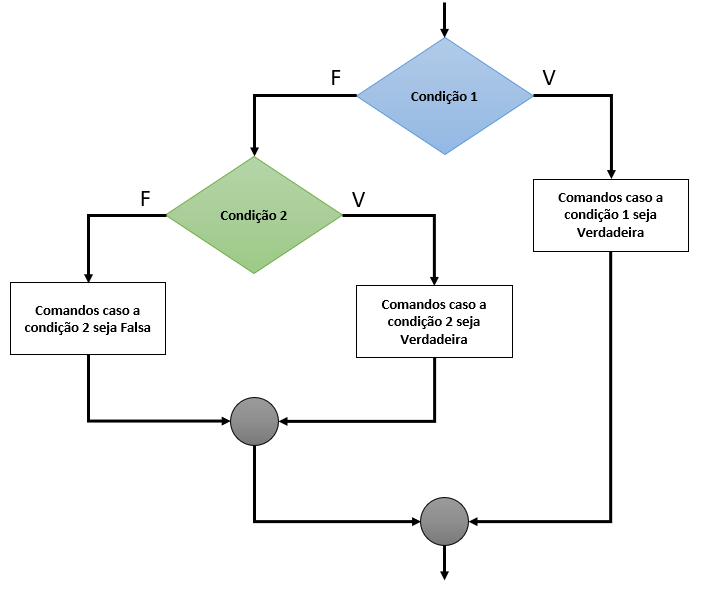 F
V
Condição 1
F
V
Condição 2
Comandos caso a
condição 1 seja
Verdadeira
Comandos caso a
condição 2 seja Falsa
Comandos caso a
condição 2 seja
Verdadeira